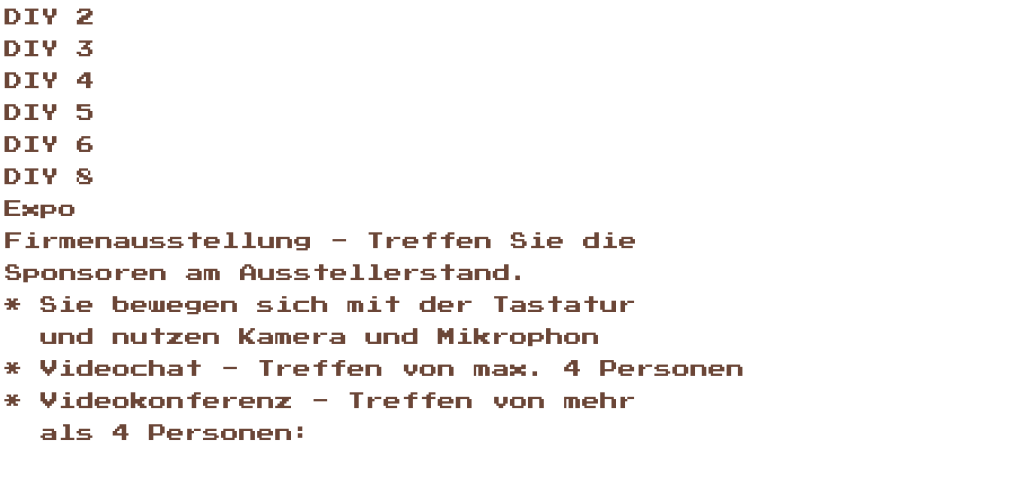 DIY 2
DIY 3
DIY 4
DIY 5
DIY 6
DIY 8
Expo
Firmenausstellung - Treffen Sie die
Sponsoren am Ausstellerstand.
* Sie bewegen sich mit der Tastatur
und nutzen Kamera und Mikrophon
* Videochat - Treffen von max. 4 Personen
* Videokonferenz - Treffen von mehr
als 4 Personen: